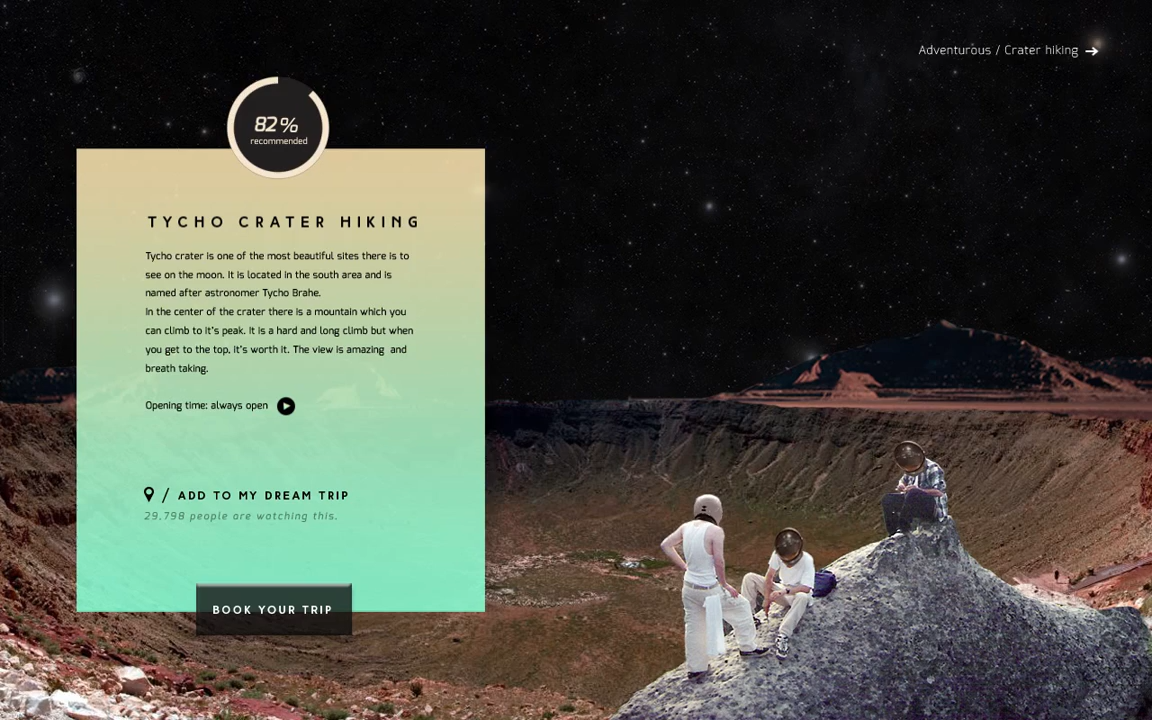 Adventurous / Crater hiking
82%
recommended
TYCHO CRATER HIKING
Tycho crater is one of the most beautiful sites there is to
see on the moon. It is located in the south area and is
named after astronomer Tycho Brahe.
In the center of the crater there is a mountain which you
can climb to it's peak. It is a hard and long climb but when
you get to the top, it's worth it. The view is amazing and
breath taking.
Opening time: always open
/ ADD TO MY DREAM TRIP
29,798 people are watching this.
BOOK YOUR TRIP